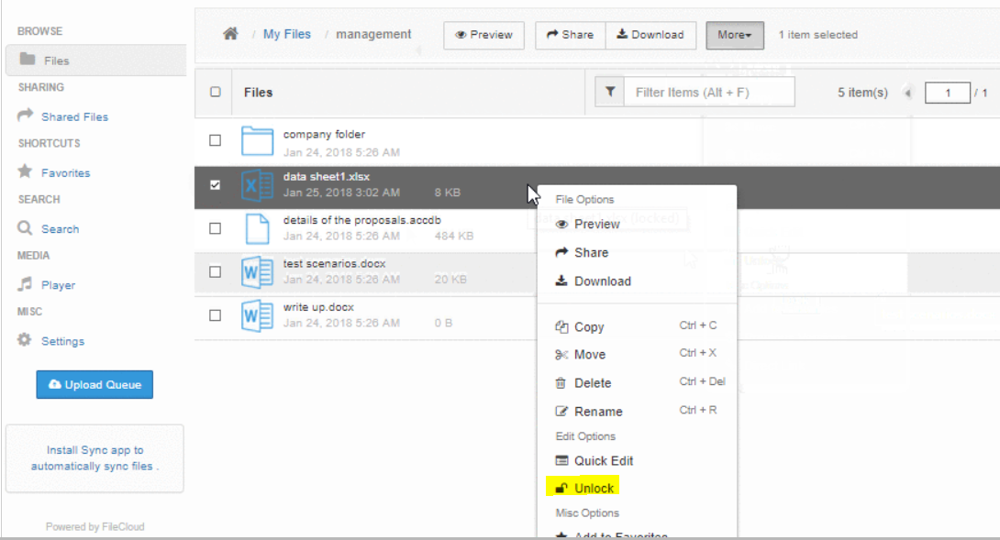 BROWSE
Files
SHARING
Shared Files
SHORTCUTS
Favorites
SEARCH
Search
MEDIA
Player
MISC
Settings
Upload Queue
Install Sync app to
automatically sync files .
Powered by FileCloud
/ My Files / management Preview Share Download More 1 item selected
Files Filter Items (Alt + F) 5 item(s) 1 / 1
company folder
Jan 24, 2018 5:26 AM
data sheet1.xlsx
Jan 25, 2018 3:02 AM 8 KB
details of the proposals.accdb
Jan 24, 2018 5:26 AM 484 KB
test scenarios.docx
Jan 24, 2018 5:26 AM 20 KB
write up.docx
Jan 24, 2018 5:26 AM 0 B
File Options
Preview
Share
Download
Copy Ctrl + C
Move Ctrl + X
Delete Ctrl + Del
Rename Ctrl + R
Edit Options
Quick Edit
Unlock
Misc Options
Add to Favorites